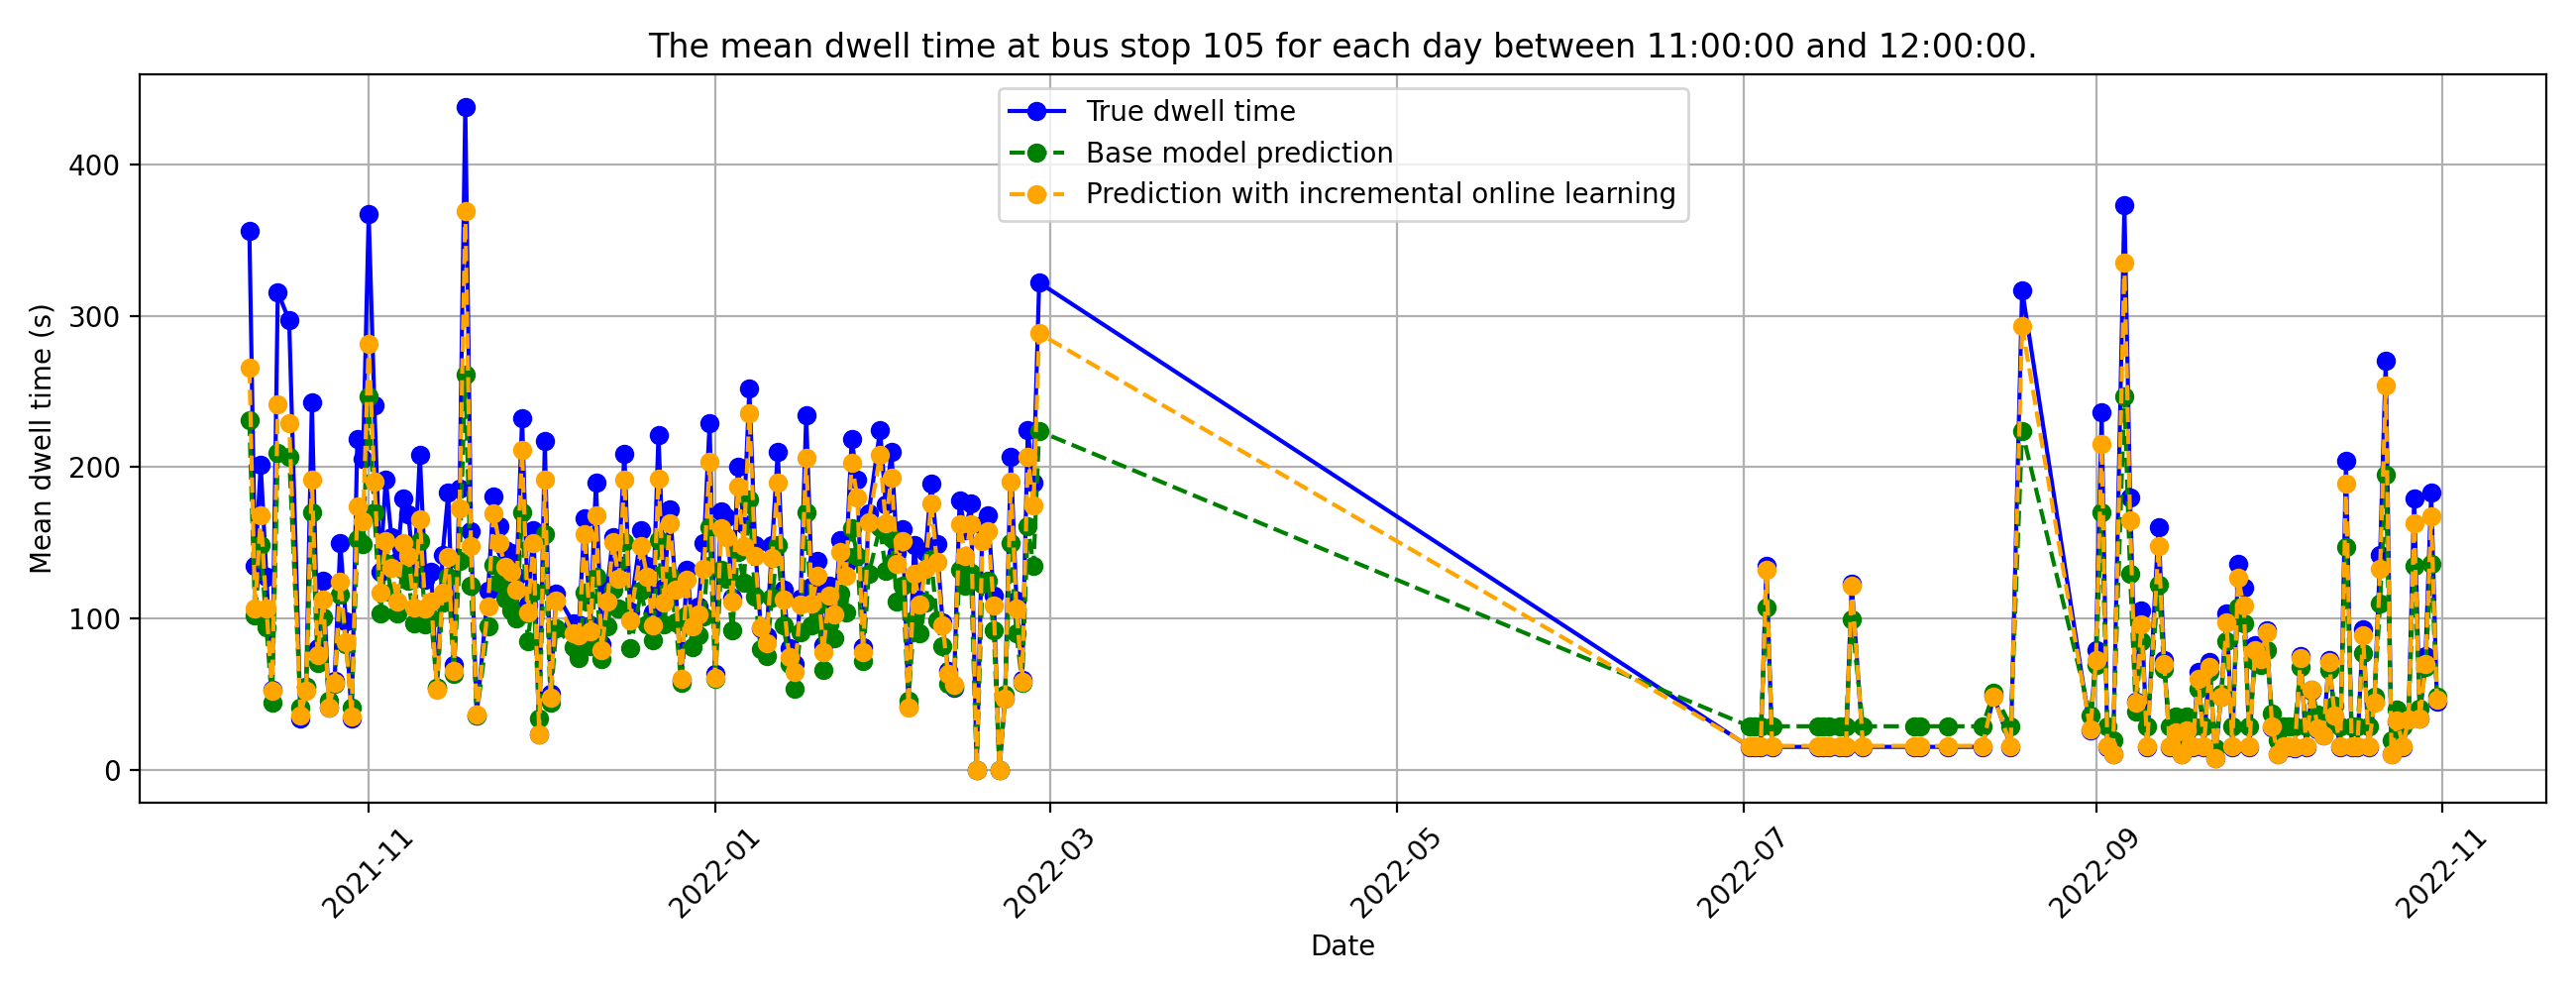 The mean dwell time at bus stop 105 for each day between 11:00:00 and 12:00:00.
True dwell time
Base model prediction
Prediction with incremental online learning
Mean dwell time (s)
400
300
200
100
0
2021-11
2022-01
2022-03
2022-05
2022-07
2022-09
2022-11
Date